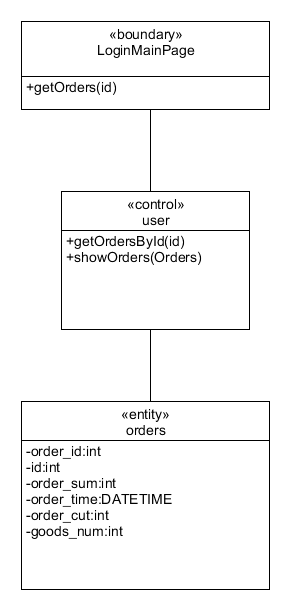 «boundary»
LoginMainPage
+getOrders(id)
«control»
user
+getOrdersById(id)
+showOrders(Orders)
«entity»
orders
-order_id:int
-id:int
-order_sum:int
-order_time:DATETIME
-order_cut:int
-goods_num:int